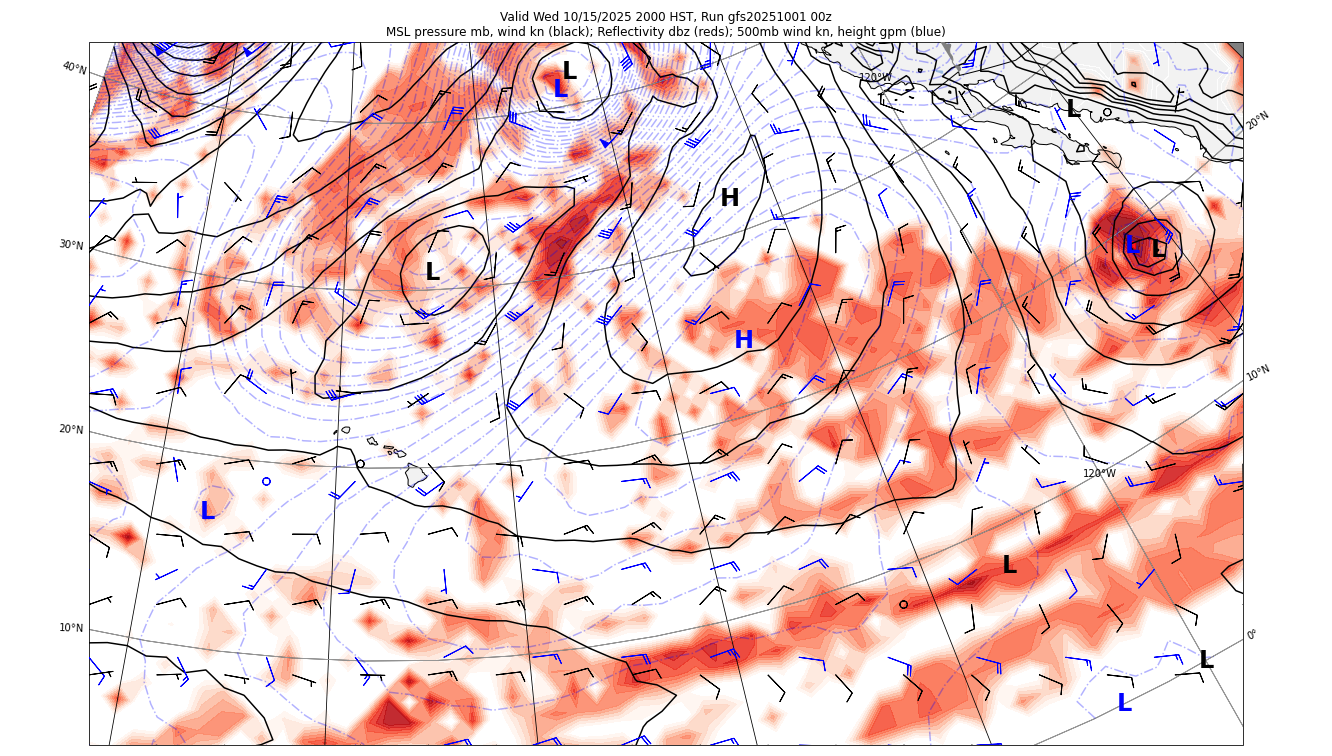 Valid Wed 10/15/2025 2000 HST, Run gfs20251001 00z
MSL pressure mb, wind kn (black); Reflectivity dbz (reds); 500mb wind kn, height gpm (blue)
40°N
L
L
120°W
L
20°N
H
30°N
L
L
L
H
10°N
20°N
120°W
L
L
10°N
0°
L
L